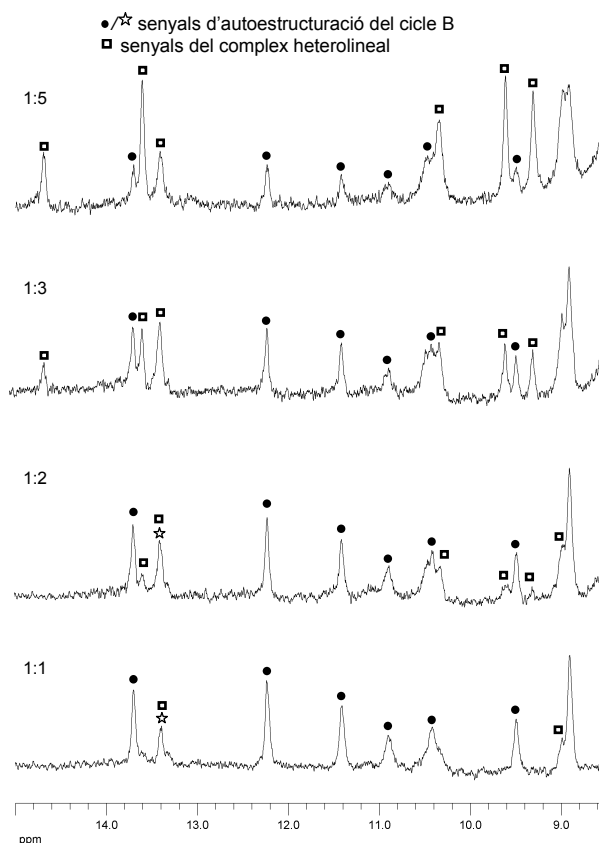 ●/☆ senyals d'autoestructuració del cicle B
□ senyals del complex heterolineal
1:5
1:3
1:2
1:1
14.0 13.0 12.0 11.0 10.0 9.0
ppm